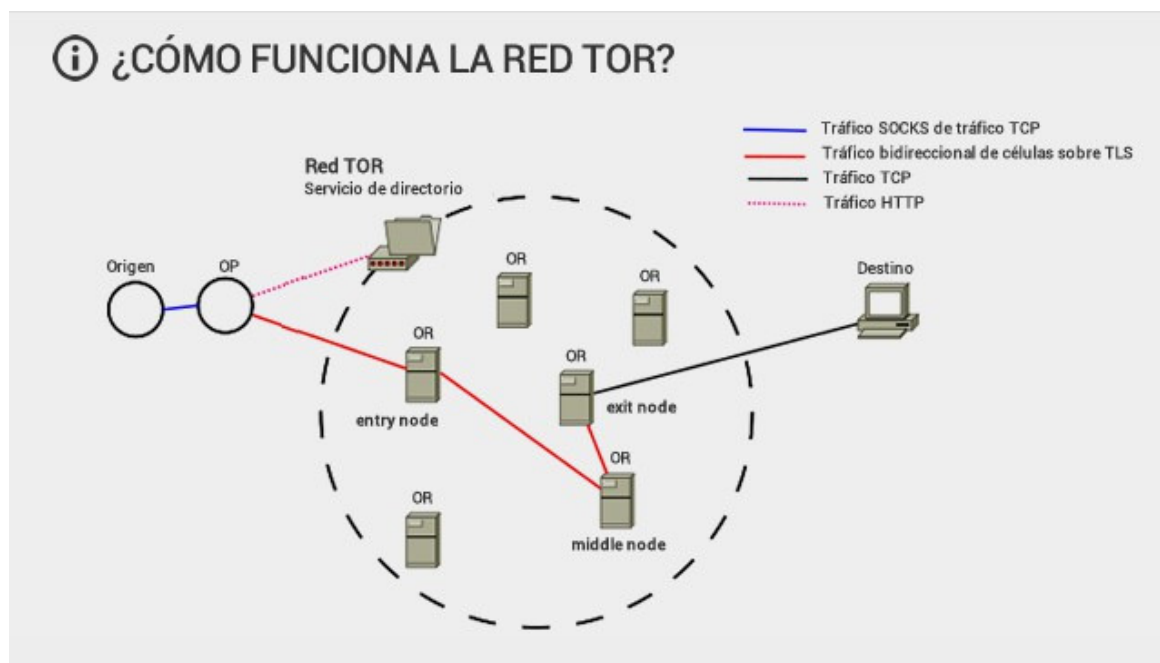 ¿CÓMO FUNCIONA LA RED TOR?
Tráfico SOCKS de tráfico TCP
Tráfico bidireccional de células sobre TLS
Tráfico TCP
Tráfico HTTP
Red TOR
Servicio de directorio
Origen
OP
OR
OR
Destino
OR
entry node
OR
exit node
OR
middle node
OR